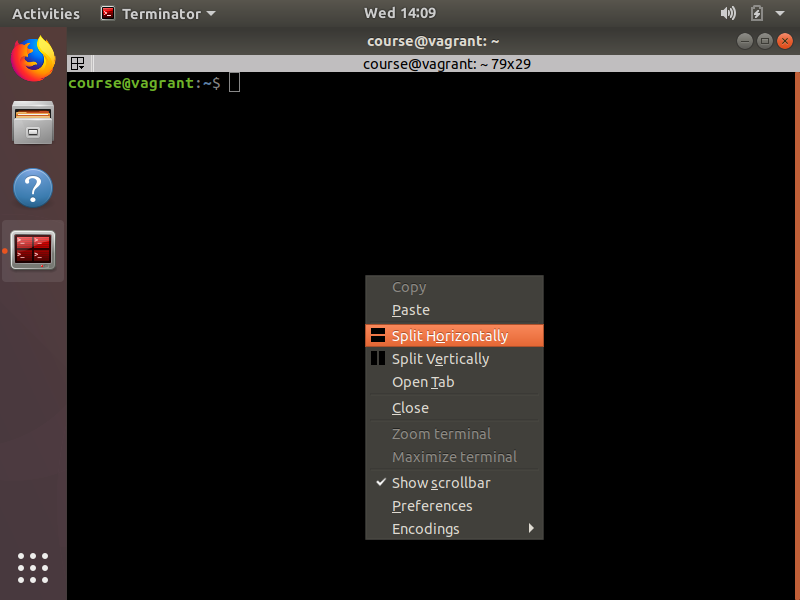 Activities Terminator Wed 14:09
course@vagrant: ~
course@vagrant: ~ 79x29
course@vagrant:~$
Copy
Paste
Split Horizontally
Split Vertically
Open Tab
Close
Zoom terminal
Maximize terminal
Show scrollbar
Preferences
Encodings